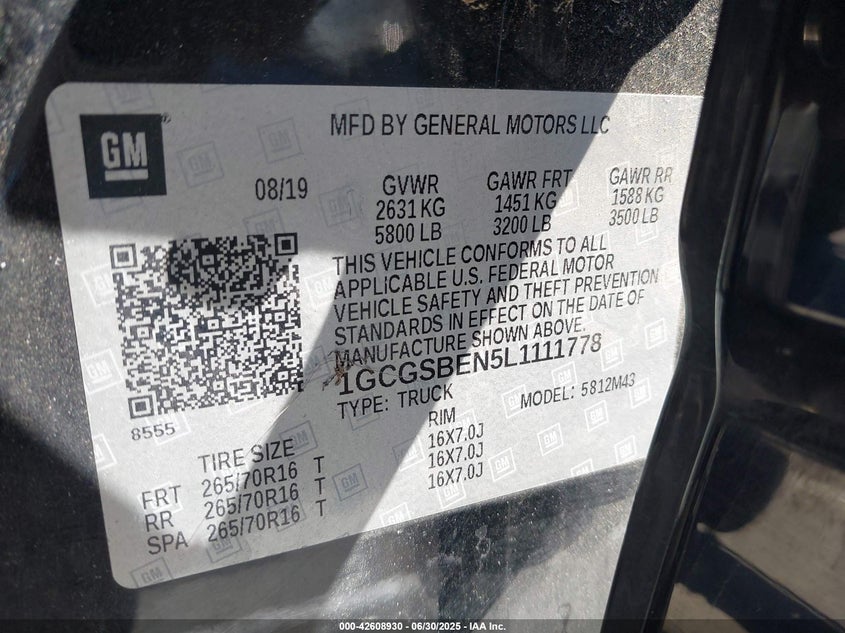 GM
®
MFD BY GENERAL MOTORS LLC
08/19
GVWR GAWR FRT GAWR RR
2631 KG 1451 KG 1588 KG
5800 LB 3200 LB 3500 LB
THIS VEHICLE CONFORMS TO ALL
APPLICABLE U.S. FEDERAL MOTOR
VEHICLE SAFETY AND THEFT PREVENTION
STANDARDS IN EFFECT ON THE DATE OF
MANUFACTURE SHOWN ABOVE.
1GCGSBEN5L1111778
TYPE: TRUCK MODEL: 5812M43
8555
TIRE SIZE RIM
FRT 265/70R16 T 16X7.0J
RR 265/70R16 T 16X7.0J
SPA 265/70R16 T 16X7.0J
000-42608930 - 06/30/2025 - IAA Inc.